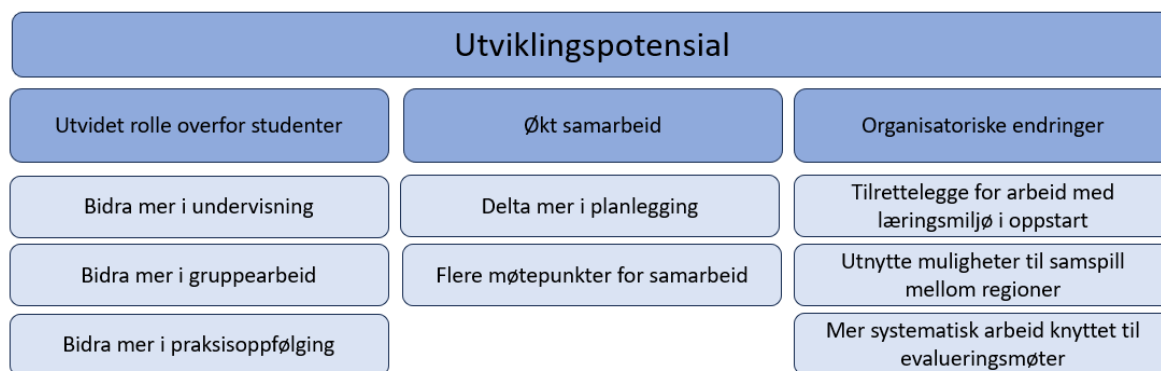 Utviklingspotensial
Utvidet rolle overfor studenter
Økt samarbeid
Organisatoriske endringer
Bidra mer i undervisning
Delta mer i planlegging
Tilrettelegge for arbeid med
læringsmiljø i oppstart
Bidra mer i gruppearbeid
Flere møtepunkter for samarbeid
Utnytte muligheter til samspill
mellom regioner
Bidra mer i praksisoppfølging
Mer systematisk arbeid knyttet til
evalueringsmøter